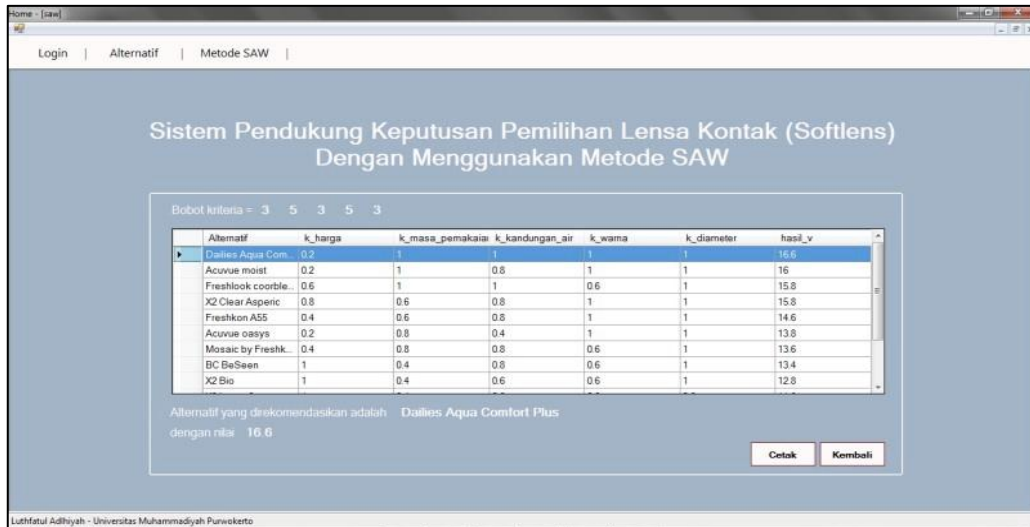 Home - [saw]
Login | Alternatif | Metode SAW |
Sistem Pendukung Keputusan Pemilihan Lensa Kontak (Softlens)
Dengan Menggunakan Metode SAW
Bobot kriteria = 3 5 3 5 3
Alternatif k_harga k_masa_pemakaiai k_kandungan_air k_warna k_diameter hasil_v
Dailies Aqua Com... 0.2 1 1 1 1 16.6
Acuvue moist 0.2 1 0.8 1 1 16
Freshlook coorble... 0.6 1 1 0.6 1 15.8
X2 Clear Asperic 0.8 0.6 0.8 1 1 15.8
Freshkon A55 0.4 0.6 0.8 1 1 14.6
Acuvue oasys 0.2 0.8 0.4 1 1 13.8
Mosaic by Freshk... 0.4 0.8 0.8 0.6 1 13.6
BC BeSeen 1 0.4 0.8 0.6 1 13.4
X2 Bio 1 0.4 0.6 0.6 1 12.8
Alternatif yang direkomendasikan adalah Dailies Aqua Comfort Plus
dengan nilai 16.6
Cetak Kembali
Luthfatul Adlhiyah - Universitas Muhammadiyah Purwokerto